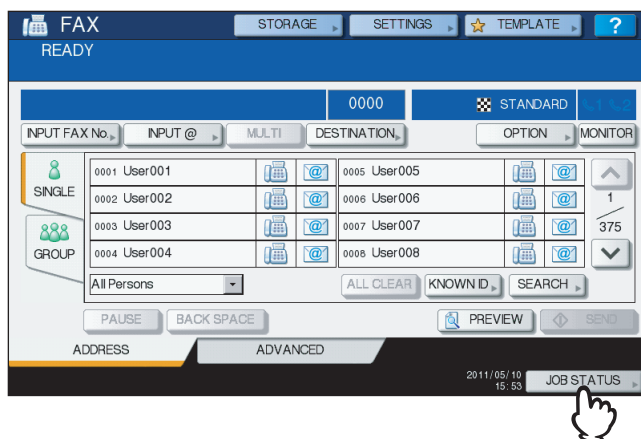 FAX STORAGE SETTINGS TEMPLATE ?
READY
0000 STANDARD 1 2
INPUT FAX No. INPUT @ MULTI DESTINATION OPTION MONITOR
SINGLE
GROUP
0001 User001 @ 0005 User005 @
0002 User002 @ 0006 User006 @
0003 User003 @ 0007 User007 @
0004 User004 @ 0008 User008 @
1
375
All Persons ALL CLEAR KNOWN ID SEARCH
PAUSE BACK SPACE PREVIEW SEND
ADDRESS ADVANCED
2011/05/10
15:53 JOB STATUS